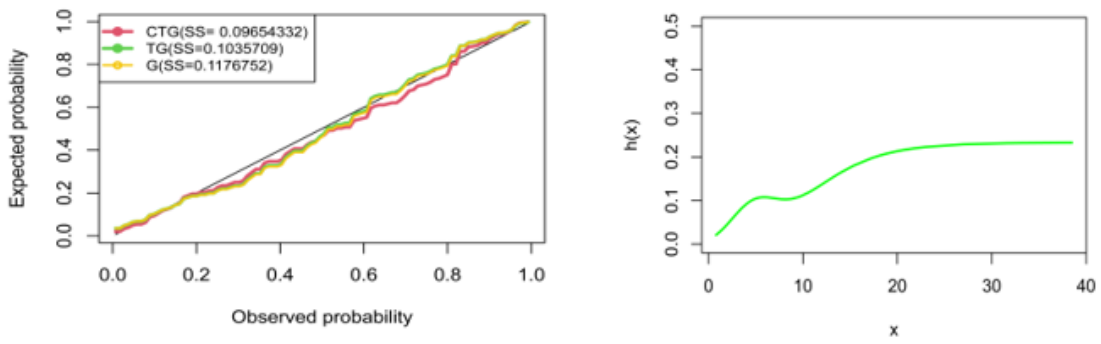 CTG(SS= 0.09654332)
TG(SS=0.1035709)
G(SS=0.1176752)
Expected probability
0.0 0.2 0.4 0.6 0.8 1.0
0.0 0.2 0.4 0.6 0.8 1.0
Observed probability
h(x)
0.0 0.1 0.2 0.3 0.4 0.5
0 10 20 30 40
x